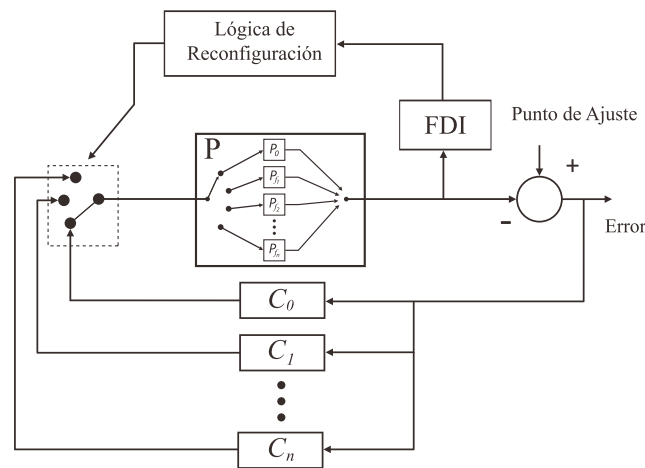 Lógica de
Reconfiguración
FDI
Punto de Ajuste
+
-
Error
P
P0
Pf1
Pf2
Pfn
C0
C1
Cn